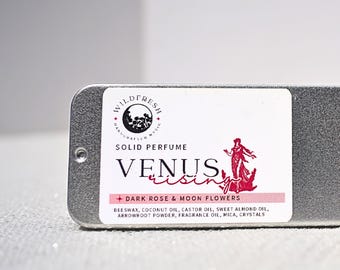 WILDFRESH
SOLID PERFUME
VENUS
rising
DARK ROSE & MOON FLOWERS
BEESWAX, COCONUT OIL, CASTOR OIL, SWEET ALMOND OIL,
ARROWROOT POWDER, FRAGRANCE OIL, MICA, CRYSTALS